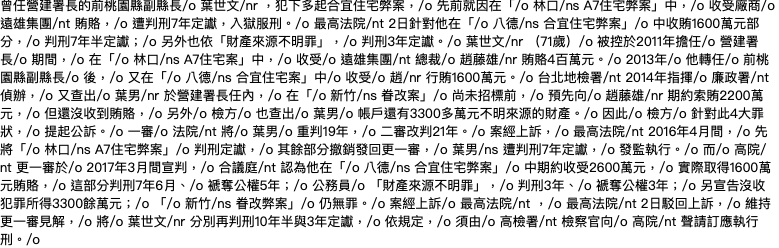 曾任營建署長的前桃園縣副縣長/o 葉世文/nr ，犯下多起合宜住宅弊案，/o 先前就因在「/o 林口/ns A7住宅弊案」中，/o 收受廠商/o
遠雄集團/nt 賄賂，/o 遭判刑7年定讞，入獄服刑。/o 最高法院/nt 2日針對他在「/o 八德/ns 合宜住宅弊案」/o 中收賄1600萬元部
分，/o 判刑7年半定讞；/o 另外也依「財產來源不明罪」，/o 判刑3年定讞。/o 葉世文/nr （71歲）/o 被控於2011年擔任/o 營建署
長/o 期間，/o 在「/o 林口/ns A7住宅案」中，/o 收受/o 遠雄集團/nt 總裁/o 趙藤雄/nr 賄賂4百萬元。/o 2013年/o 他轉任/o 前桃
園縣副縣長/o 後，/o 又在「/o 八德/ns 合宜住宅案」中/o 收受/o 趙/nr 行賄1600萬元。/o 台北地檢署/nt 2014年指揮/o 廉政署/nt
偵辦，/o 又查出/o 葉男/nr 於營建署長任內，/o 在「/o 新竹/ns 眷改案」/o 尚未招標前，/o 預先向/o 趙藤雄/nr 期約索賄2200萬
元，/o 但還沒收到賄賂，/o 另外/o 檢方/o 也查出/o 葉男/o 帳戶還有3300多萬元不明來源的財產。/o 因此/o 檢方/o 針對此4大罪
狀，/o 提起公訴。/o 一審/o 法院/nt 將/o 葉男/o 重判19年，/o 二審改判21年。/o 案經上訴，/o 最高法院/nt 2016年4月間，/o 先
將「/o 林口/ns A7住宅弊案」/o 判刑定讞，/o 其餘部分撤銷發回更一審，/o 葉男/ns 遭判刑7年定讞，/o 發監執行。/o 而/o 高院/
nt 更一審於/o 2017年3月間宣判，/o 合議庭/nt 認為他在「/o 八德/ns 合宜住宅弊案」/o 中期約收受2600萬元，/o 實際取得1600萬
元賄賂，/o 這部分判刑7年6月、/o 褫奪公權5年；/o 公務員/o 「財產來源不明罪」，/o 判刑3年、/o 褫奪公權3年；/o 另宣告沒收
犯罪所得3300餘萬元；/o 「/o 新竹/ns 眷改弊案」/o 仍無罪。/o 案經上訴/o 最高法院/nt ，/o 最高法院/nt 2日駁回上訴，/o 維持
更一審見解，/o 將/o 葉世文/nr 分別再判刑10年半與3年定讞，/o 依規定，/o 須由/o 高檢署/nt 檢察官向/o 高院/nt 聲請訂應執行
刑。/o